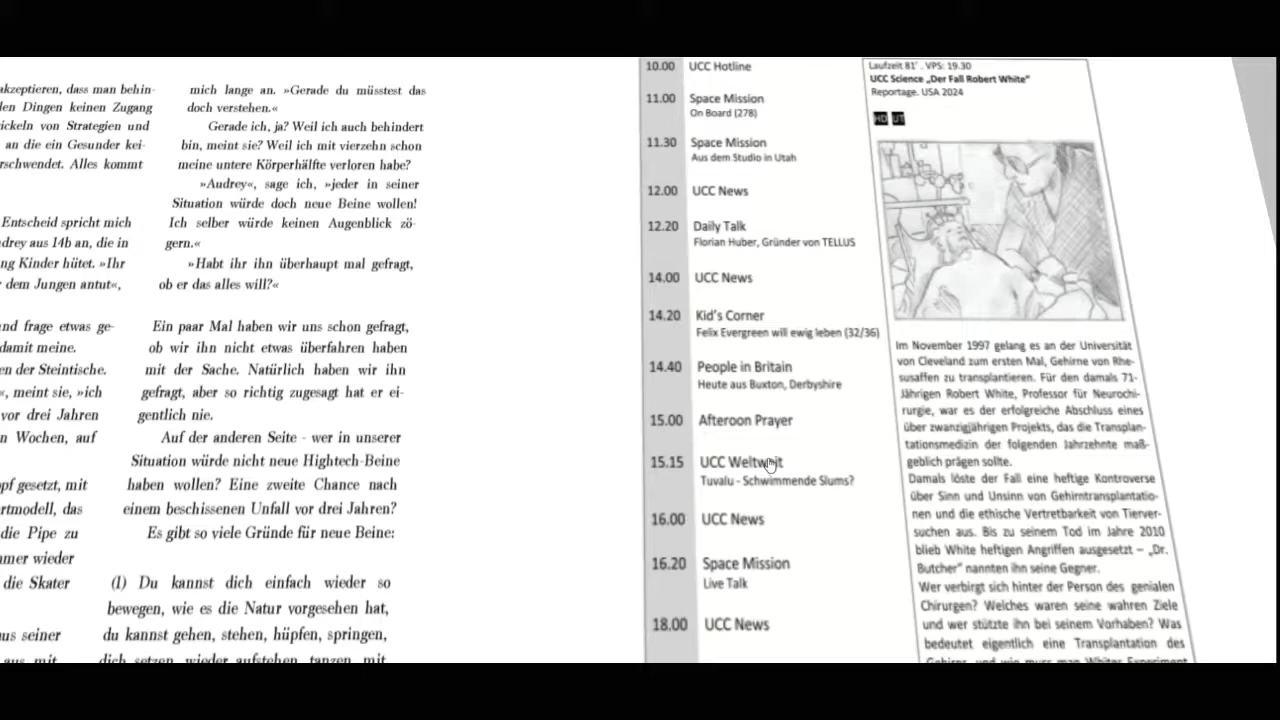 akzeptieren, dass man behin-
den Dingen keinen Zugang
ickeln von Strategien und
an die ein Gesunder kei-
rschwendet. Alles kommt
Entscheid spricht mich
drey aus 14b an, die in
ng Kinder hütet. »Ihr
dem Jungen antut«,
nd frage etwas ge-
damit meine.
en der Steintische.
«, meint sie, »ich
vor drei Jahren
n Wochen, auf
opf gesetzt, mit
rtmodell, das
die Pipe zu
mmer wieder
die Skater
aus seiner
aus mit
mich lange an. »Gerade du müsstest das
doch verstehen.«
Gerade ich, ja? Weil ich auch behindert
bin, meint sie? Weil ich mit vierzehn schon
meine untere Körperhälfte verloren habe?
»Audrey«, sage ich, »jeder in seiner
Situation würde doch neue Beine wollen!
Ich selber würde keinen Augenblick zö-
gern.«
»Habt ihr ihn überhaupt mal gefragt,
ob er das alles will?«
Ein paar Mal haben wir uns schon gefragt,
ob wir ihn nicht etwas überfahren haben
mit der Sache. Natürlich haben wir ihn
gefragt, aber so richtig zugesagt hat er ei-
gentlich nie.
Auf der anderen Seite - wer in unserer
Situation würde nicht neue Hightech-Beine
haben wollen? Eine zweite Chance nach
einem beschissenen Unfall vor drei Jahren?
Es gibt so viele Gründe für neue Beine:
(1) Du kannst dich einfach wieder so
bewegen, wie es die Natur vorgesehen hat,
du kannst gehen, stehen, hüpfen, springen,
dich setzen, wieder aufstehen, tanzen, mit
10.00 UCC Hotline
11.00 Space Mission
On Board (278)
11.30 Space Mission
Aus dem Studio in Utah
12.00 UCC News
12.20 Daily Talk
Florian Huber, Gründer von TELLUS
14.00 UCC News
14.20 Kid's Corner
Felix Evergreen will ewig leben (32/36)
14.40 People in Britain
Heute aus Buxton, Derbyshire
15.00 Afteroon Prayer
15.15 UCC Weltweit
Tuvalu - Schwimmende Slums?
16.00 UCC News
16.20 Space Mission
Live Talk
18.00 UCC News
Laufzeit 81' . VPS: 19.30
UCC Science „Der Fall Robert White"
Reportage. USA 2024
HD UT
Im November 1997 gelang es an der Universität
von Cleveland zum ersten Mal, Gehirne von Rhe-
susaffen zu transplantieren. Für den damals 71-
Jährigen Robert White, Professor für Neurochi-
rurgie, war es der erfolgreiche Abschluss eines
über zwanzigjährigen Projekts, das die Transplan-
tationsmedizin der folgenden Jahrzehnte maß-
geblich prägen sollte.
Damals löste der Fall eine heftige Kontroverse
über Sinn und Unsinn von Gehirntransplantatio-
nen und die ethische Vertretbarkeit von Tierver-
suchen aus. Bis zu seinem Tod im Jahre 2010
blieb White heftigen Angriffen ausgesetzt – „Dr.
Butcher" nannten ihn seine Gegner.
Wer verbirgt sich hinter der Person des genialen
Chirurgen? Welches waren seine wahren Ziele
und wer stützte ihn bei seinem Vorhaben? Was
bedeutet eigentlich eine Transplantation des
Gehirns, und wie muss man Whites Experiment